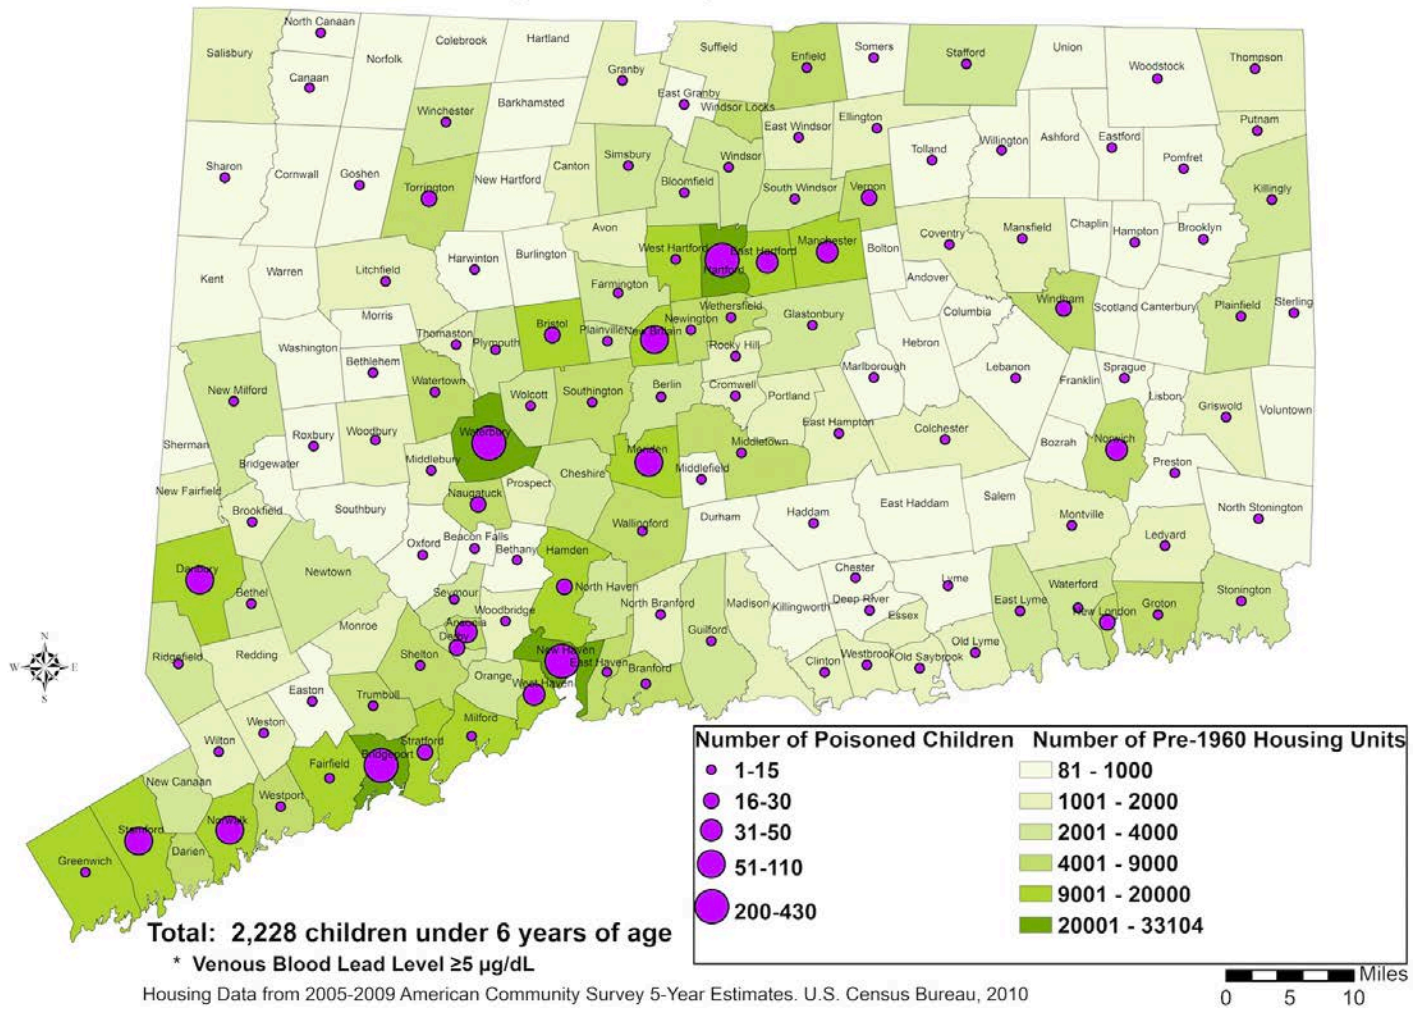 North Canaan
Colebrook
Hartland
Salisbury
Norfolk
Canaan
Suffield
Granby
East Granby
Enfield
Somers
Stafford
Union
Woodstock
Thompson
Winchester
Barkhamsted
Windsor Locks
East Windsor
Ellington
Tolland
Willington
Ashford
Eastford
Pomfret
Putnam
Sharon
Cornwall
Goshen
Torrington
New Hartford
Canton
Simsbury
Bloomfield
Windsor
South Windsor
Vernon
Killingly
Kent
Warren
Litchfield
Harwinton
Burlington
Avon
Farmington
West Hartford
Hartford
East Hartford
Manchester
Bolton
Coventry
Andover
Mansfield
Chaplin
Hampton
Brooklyn
Columbia
Windham
Scotland
Canterbury
Plainfield
Sterling
Morris
Washington
Bethlehem
Thomaston
Plymouth
Bristol
Plainville
New Britain
Newington
Wethersfield
Rocky Hill
Glastonbury
Hebron
Marlborough
Lebanon
Franklin
Sprague
Lisbon
Griswold
Voluntown
New Milford
Watertown
Wolcott
Southington
Berlin
Cromwell
Portland
East Hampton
Colchester
Bozrah
Norwich
Preston
Sherman
Roxbury
Woodbury
Bridgewater
Waterbury
Middlebury
Meriden
Middletown
Middlefield
Cheshire
Prospect
Naugatuck
New Fairfield
Brookfield
Southbury
Oxford
Beacon Falls
Bethany
Hamden
Wallingford
Durham
Haddam
East Haddam
Salem
Montville
Ledyard
North Stonington
Danbury
Bethel
Newtown
Seymour
Woodbridge
Ansonia
Derby
North Haven
North Branford
Guilford
Madison
Killingworth
Chester
Deep River
Essex
Lyme
East Lyme
Waterford
New London
Groton
Stonington
Ridgefield
Redding
Monroe
Shelton
Orange
New Haven
East Haven
West Haven
Branford
Clinton
Westbrook
Old Saybrook
Old Lyme
Easton
Trumbull
Milford
Weston
Wilton
Stratford
Bridgeport
Fairfield
Westport
New Canaan
Norwalk
Darien
Stamford
Greenwich
N
W
E
S
Number of Poisoned Children
1-15
16-30
31-50
51-110
200-430
Number of Pre-1960 Housing Units
81 - 1000
1001 - 2000
2001 - 4000
4001 - 9000
9001 - 20000
20001 - 33104
Total: 2,228 children under 6 years of age
* Venous Blood Lead Level ≥5 µg/dL
Housing Data from 2005-2009 American Community Survey 5-Year Estimates. U.S. Census Bureau, 2010
Miles
0 5 10